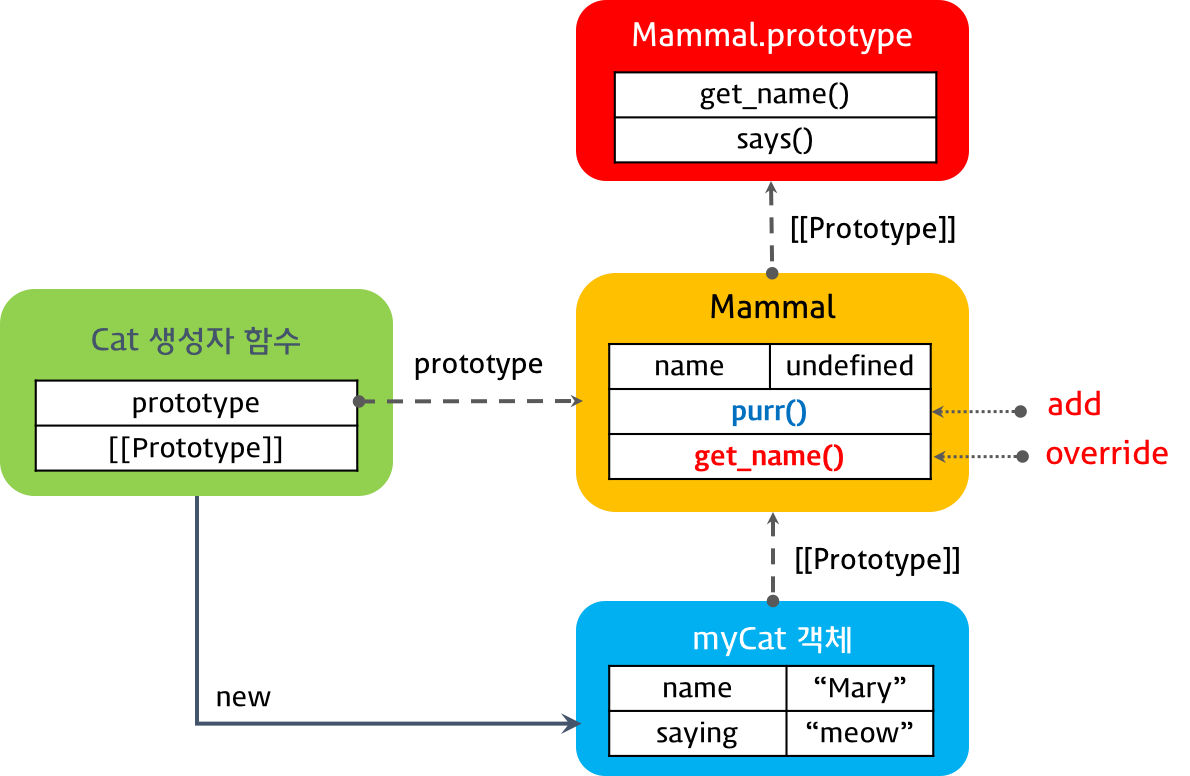 Mammal.prototype
get_name()
says()
[[Prototype]]
Mammal
name undefined
purr()
get_name()
add
override
Cat 생성자 함수
prototype
[[Prototype]]
prototype
[[Prototype]]
myCat 객체
name “Mary”
saying “meow”
new